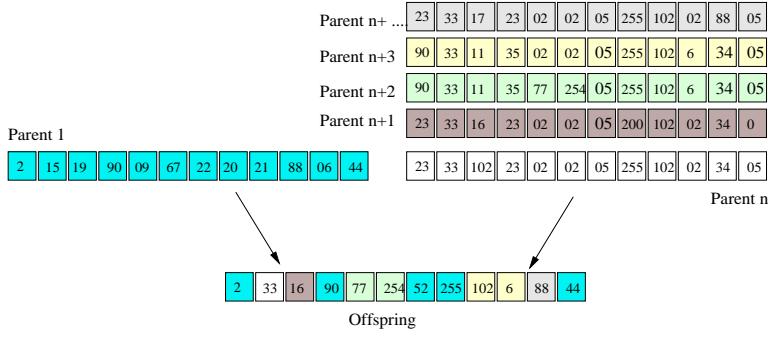 Parent n+ .... 23 33 17 23 02 02 05 255 102 02 88 05
Parent n+3 90 33 11 35 02 02 05 255 102 6 34 05
Parent n+2 90 33 11 35 77 254 05 255 102 6 34 05
Parent n+1 23 33 16 23 02 02 05 200 102 02 34 0
Parent 1
2 15 19 90 09 67 22 20 21 88 06 44
23 33 102 23 02 02 05 255 102 02 34 05
Parent n
2 33 16 90 77 254 52 255 102 6 88 44
Offspring